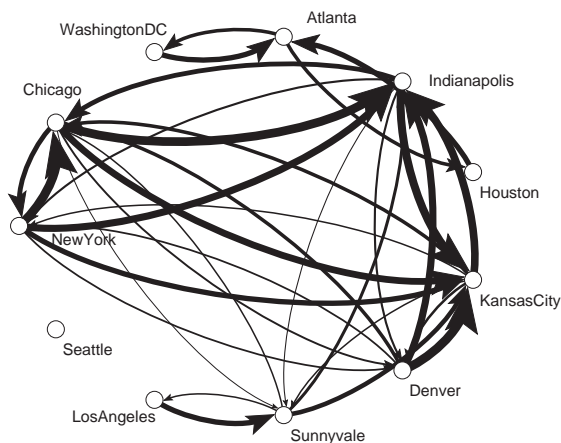 Atlanta
WashingtonDC
Indianapolis
Chicago
Houston
NewYork
KansasCity
Seattle
Denver
LosAngeles
Sunnyvale